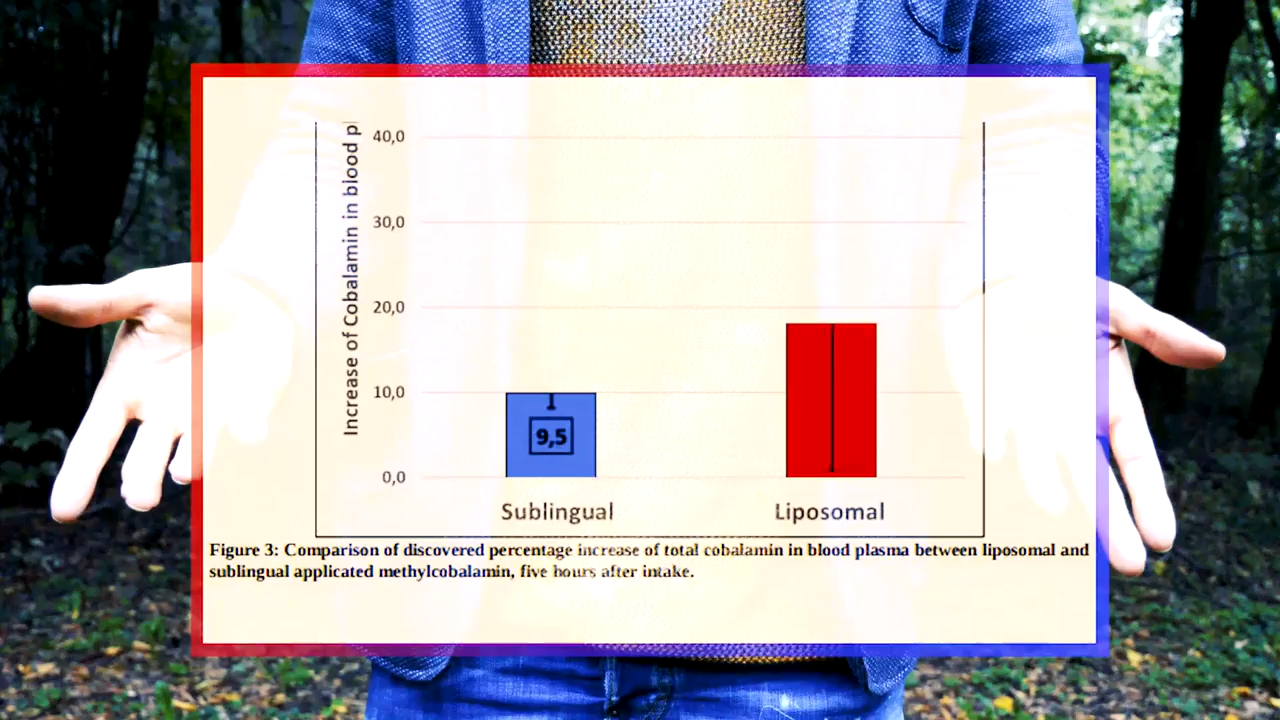 Increase of Cobalamin in blood p
40,0
30,0
20,0
10,0
0,0
9,5
Sublingual
Liposomal
Figure 3: Comparison of discovered percentage increase of total cobalamin in blood plasma between liposomal and
sublingual applicated methylcobalamin, five hours after intake.